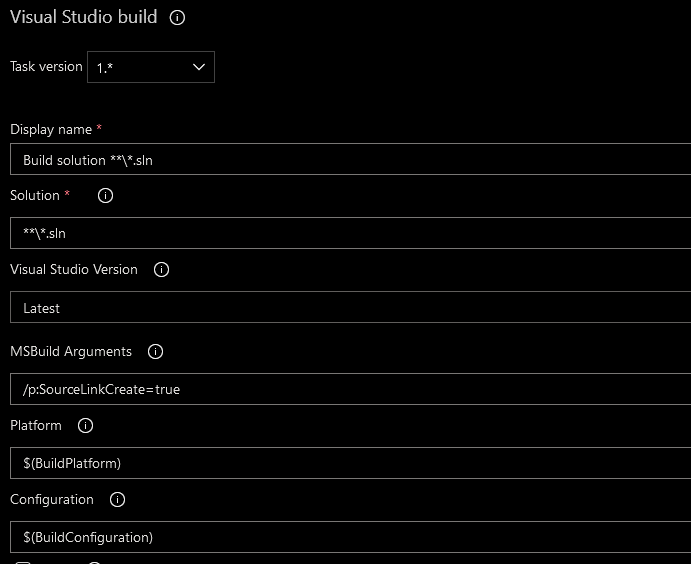 Visual Studio build
Task version 1.*
Display name *
Build solution **\*.sln
Solution *
**\*.sln
Visual Studio Version
Latest
MSBuild Arguments
/p:SourceLinkCreate=true
Platform
$(BuildPlatform)
Configuration
$(BuildConfiguration)